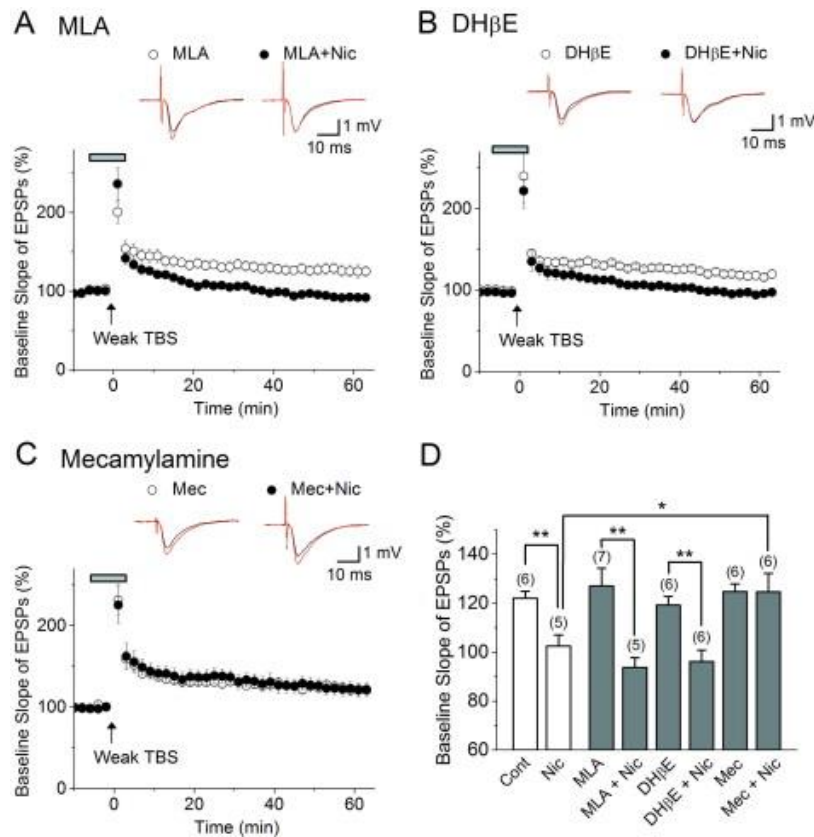 A MLA
○ MLA ● MLA+Nic
1 mV
10 ms
Baseline Slope of EPSPs (%)
200
100
0
Weak TBS
0 20 40 60
Time (min)
B DHβE
○ DHβE ● DHβE+Nic
1 mV
10 ms
Baseline Slope of EPSPs (%)
200
100
0
Weak TBS
0 20 40 60
Time (min)
C Mecamylamine
○ Mec ● Mec+Nic
1 mV
10 ms
Baseline Slope of EPSPs (%)
200
100
0
Weak TBS
0 20 40 60
Time (min)
D
Baseline Slope of EPSPs (%)
140
120
100
80
60
*
** ** **
(6) (5) (7) (5) (6) (6) (6) (6)
Cont Nic MLA MLA + Nic DHβE DHβE + Nic Mec Mec + Nic